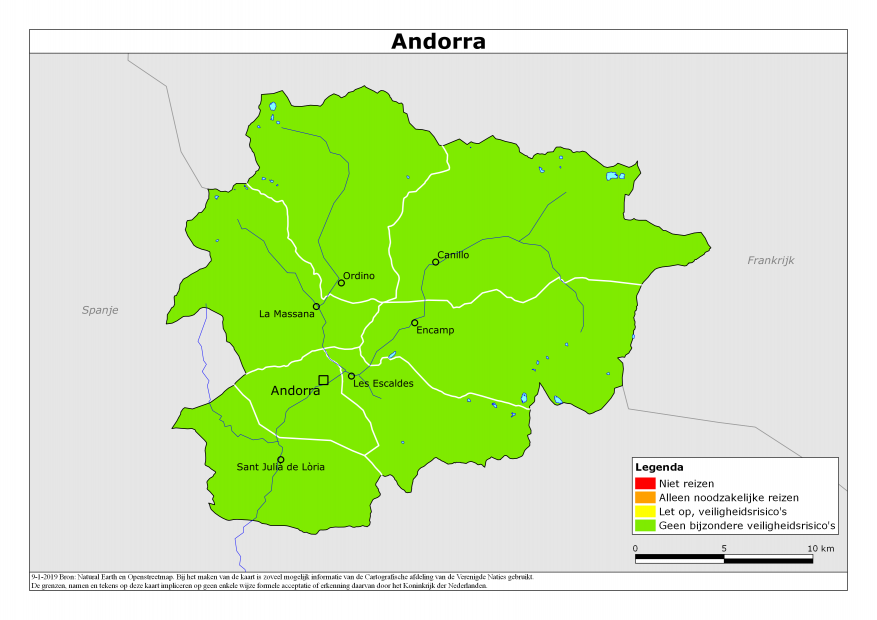 Andorra
Frankrijk
Spanje
Canillo
Ordino
La Massana
Encamp
Les Escaldes
Andorra
Sant Julià de Lòria
Legenda
Niet reizen
Alleen noodzakelijke reizen
Let op, veiligheidsrisico's
Geen bijzondere veiligheidsrisico's
0 5 10 km
9-1-2019 Bron: Natural Earth en Openstreetmap. Bij het maken van de kaart is zoveel mogelijk informatie van de Cartografische afdeling van de Verenigde Naties gebruikt.
De grenzen, namen en tekens op deze kaart impliceren op geen enkele wijze formele acceptatie of erkenning daarvan door het Koninkrijk der Nederlanden.